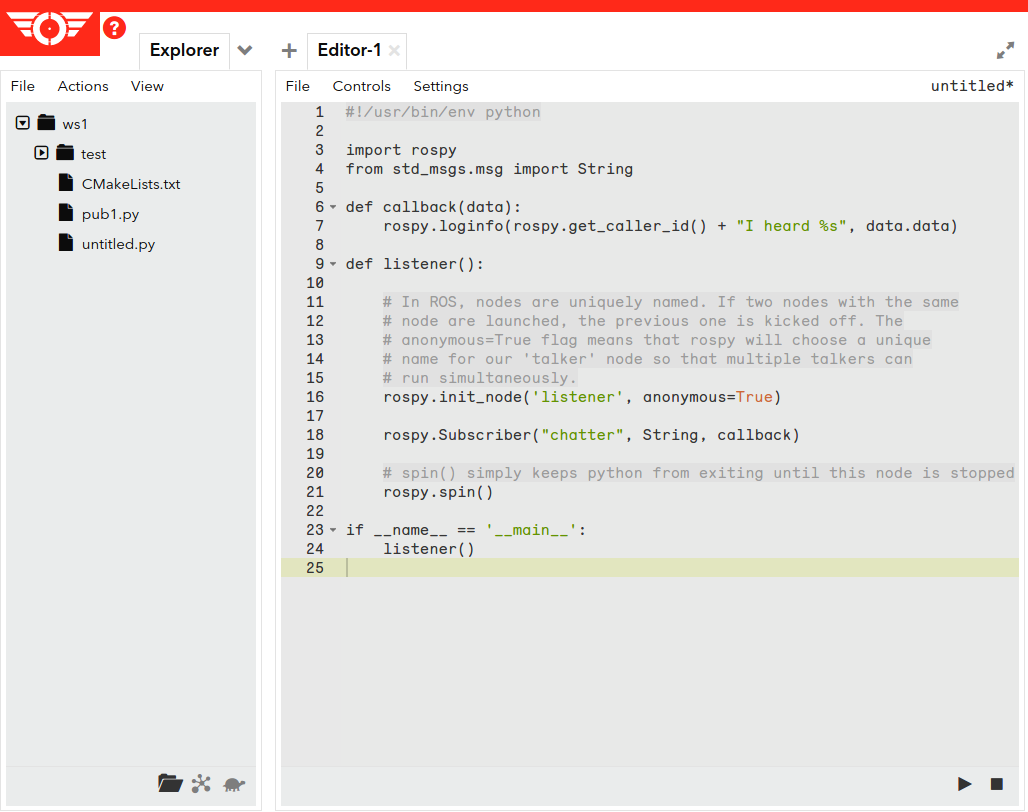 ?
Explorer
Editor-1
File Actions View
File Controls Settings untitled*
ws1
test
CMakeLists.txt
pub1.py
untitled.py
1 #!/usr/bin/env python
2
3 import rospy
4 from std_msgs.msg import String
5
6 def callback(data):
7     rospy.loginfo(rospy.get_caller_id() + "I heard %s", data.data)
8
9 def listener():
10
11     # In ROS, nodes are uniquely named. If two nodes with the same
12     # node are launched, the previous one is kicked off. The
13     # anonymous=True flag means that rospy will choose a unique
14     # name for our 'talker' node so that multiple talkers can
15     # run simultaneously.
16     rospy.init_node('listener', anonymous=True)
17
18     rospy.Subscriber("chatter", String, callback)
19
20     # spin() simply keeps python from exiting until this node is stopped
21     rospy.spin()
22
23 if __name__ == '__main__':
24     listener()
25